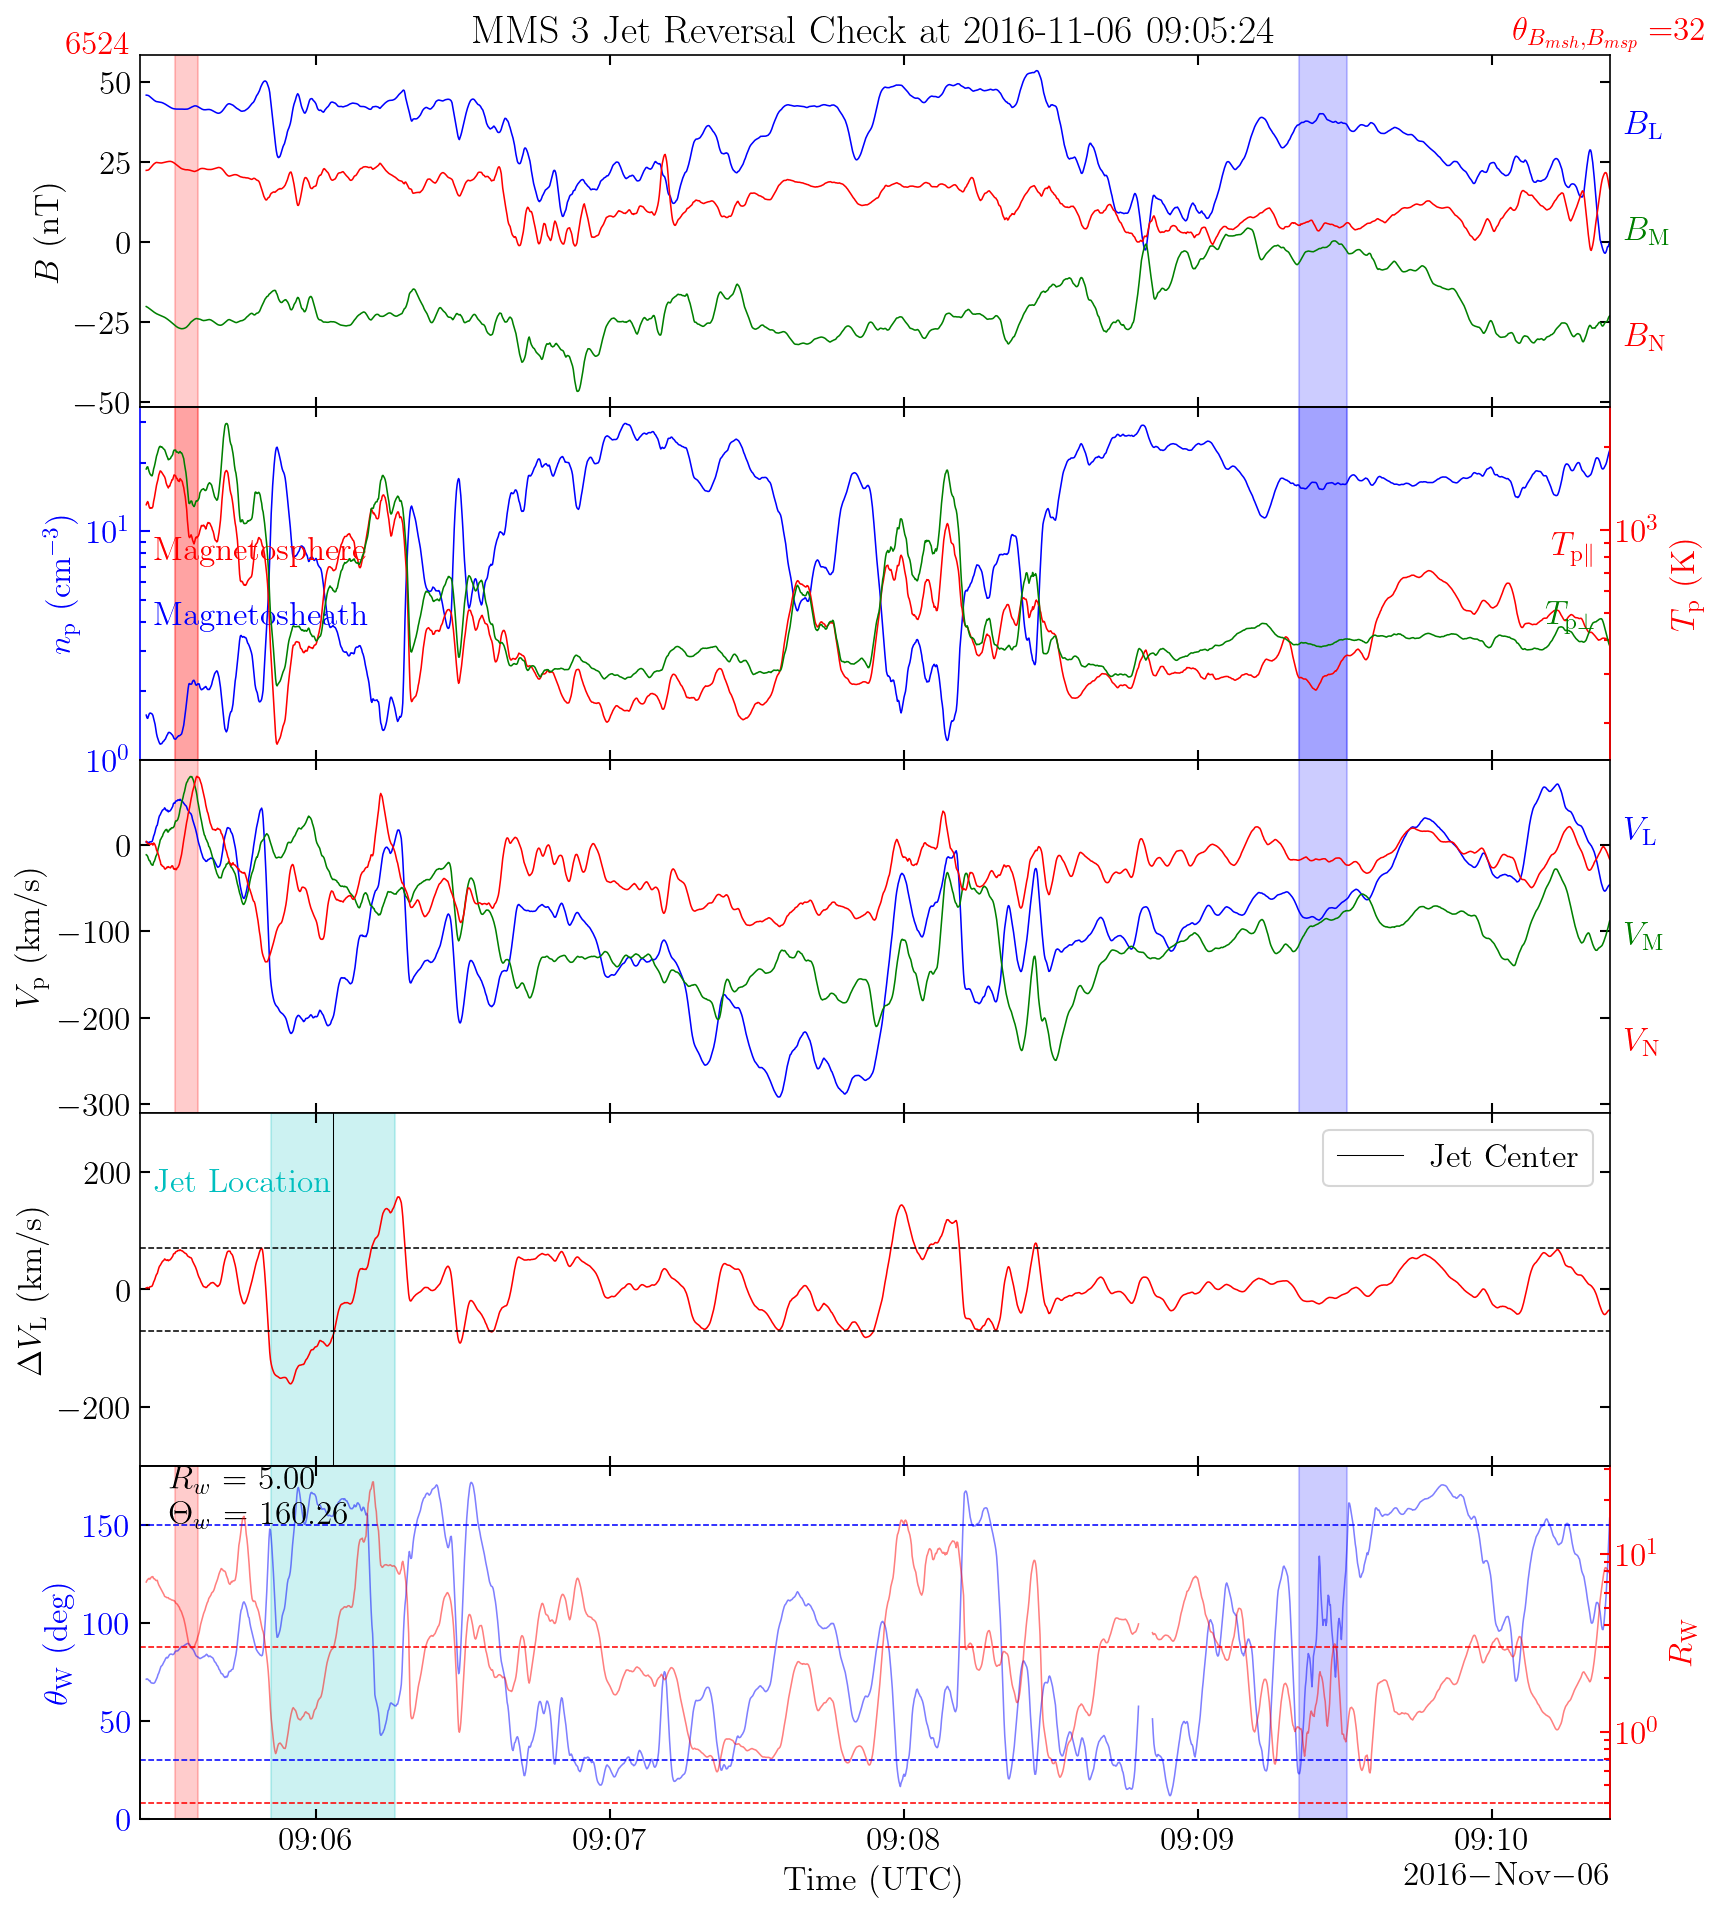 6524
MMS 3 Jet Reversal Check at 2016-11-06 09:05:24
θ_{B_{msh},B_{msp}} =32
50
25
0
−25
−50
B (nT)
B_L
B_M
B_N
10^1
10^0
n_p (cm^{−3})
Magnetosphere
Magnetosheath
T_{p∥}
T_{p⊥}
10^3
T_p (K)
0
−100
−200
−300
V_p (km/s)
V_L
V_M
V_N
200
0
−200
ΔV_L (km/s)
Jet Location
Jet Center
R_w = 5.00
Θ_w = 160.26
150
100
50
0
θ_W (deg)
10^1
10^0
R_W
09:06
09:07
09:08
09:09
09:10
Time (UTC)
2016−Nov−06